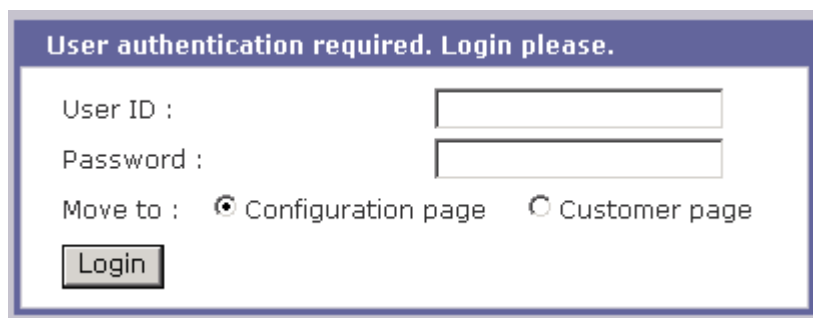 User authentication required. Login please.
User ID :
Password :
Move to : Configuration page Customer page
Login